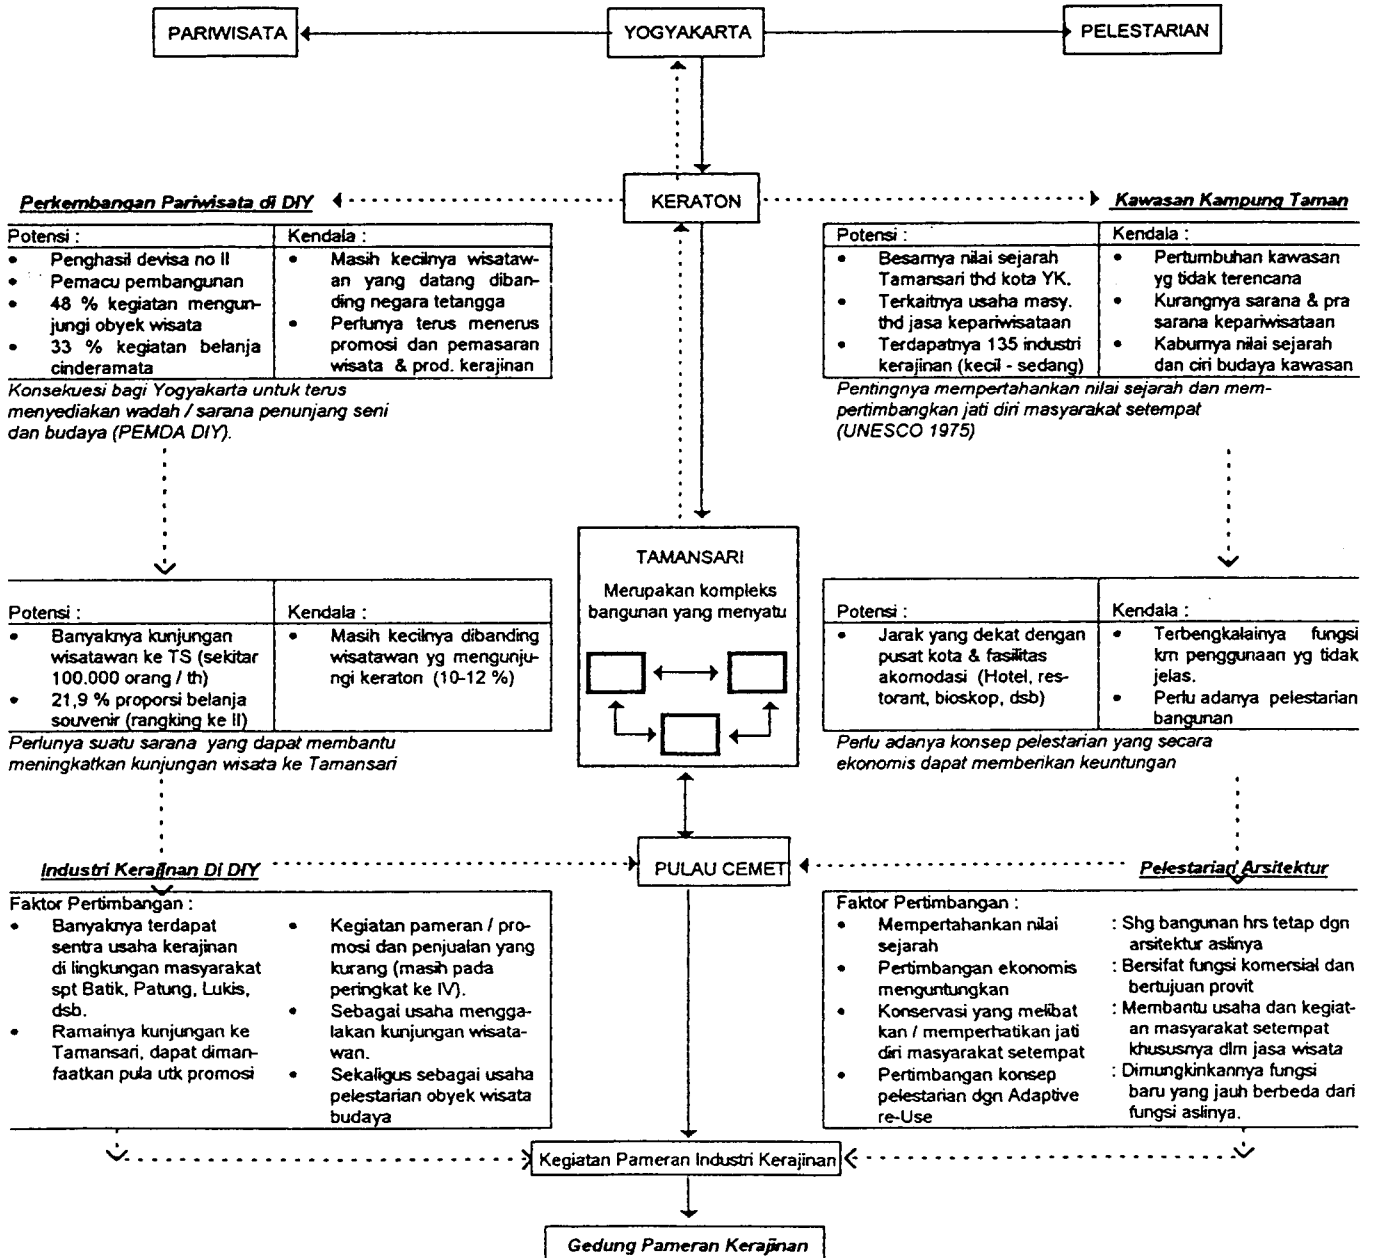 PARIWISATA
YOGYAKARTA
PELESTARIAN
KERATON
Perkembangan Pariwisata di DIY
Potensi :
• Penghasil devisa no II
• Pemacu pembangunan
• 48 % kegiatan mengun-
jungi obyek wisata
• 33 % kegiatan belanja
cinderamata
Kendala :
• Masih kecilnya wisataw-
an yang datang diban-
ding negara tetangga
• Perlunya terus menerus
promosi dan pemasaran
wisata & prod. kerajinan
Konsekuesi bagi Yogyakarta untuk terus
menyediakan wadah / sarana penunjang seni
dan budaya (PEMDA DIY).
Kawasan Kampung Taman
Potensi :
• Besarnya nilai sejarah
Tamansari thd kota YK.
• Terkaitnya usaha masy.
thd jasa kepariwisataan
• Terdapatnya 135 industri
kerajinan (kecil - sedang)
Kendala :
• Pertumbuhan kawasan
yg tidak terencana
• Kurangnya sarana & pra
sarana kepariwisataan
• Kaburnya nilai sejarah
dan ciri budaya kawasan
Pentingnya mempertahankan nilai sejarah dan mem-
pertimbangkan jati diri masyarakat setempat
(UNESCO 1975)
TAMANSARI
Merupakan kompleks
bangunan yang menyatu
Potensi :
• Banyaknya kunjungan
wisatawan ke TS (sekitar
100.000 orang / th)
• 21,9 % proporsi belanja
souvenir (rangking ke II)
Kendala :
• Masih kecilnya dibanding
wisatawan yg mengunju-
ngi keraton (10-12 %)
Perlunya suatu sarana yang dapat membantu
meningkatkan kunjungan wisata ke Tamansari
Potensi :
• Jarak yang dekat dengan
pusat kota & fasilitas
akomodasi (Hotel, res-
torant, bioskop, dsb)
Kendala :
• Terbengkalainya fungsi
krn penggunaan yg tidak
jelas.
• Perlu adanya pelestarian
bangunan
Perlu adanya konsep pelestarian yang secara
ekonomis dapat memberikan keuntungan
PULAU CEMET
Industri Kerajinan Di DIY
Faktor Pertimbangan :
• Banyaknya terdapat
sentra usaha kerajinan
di lingkungan masyarakat
spt Batik, Patung, Lukis,
dsb.
• Ramainya kunjungan ke
Tamansari, dapat diman-
faatkan pula utk promosi
• Kegiatan pameran / pro-
mosi dan penjualan yang
kurang (masih pada
peringkat ke IV).
• Sebagai usaha mengga-
lakan kunjungan wisata-
wan.
• Sekaligus sebagai usaha
pelestarian obyek wisata
budaya
Pelestarian Arsitektur
Faktor Pertimbangan :
• Mempertahankan nilai
sejarah
• Pertimbangan ekonomis
menguntungkan
• Konservasi yang melibat
kan / memperhatikan jati
diri masyarakat setempat
• Pertimbangan konsep
pelestarian dgn Adaptive
re-Use
: Shg bangunan hrs tetap dgn
arsitektur aslinya
: Bersifat fungsi komersial dan
bertujuan provit
: Membantu usaha dan kegiat-
an masyarakat setempat
khususnya dlm jasa wisata
: Dimungkinkannya fungsi
baru yang jauh berbeda dari
fungsi aslinya.
Kegiatan Pameran Industri Kerajinan
Gedung Pameran Kerajinan